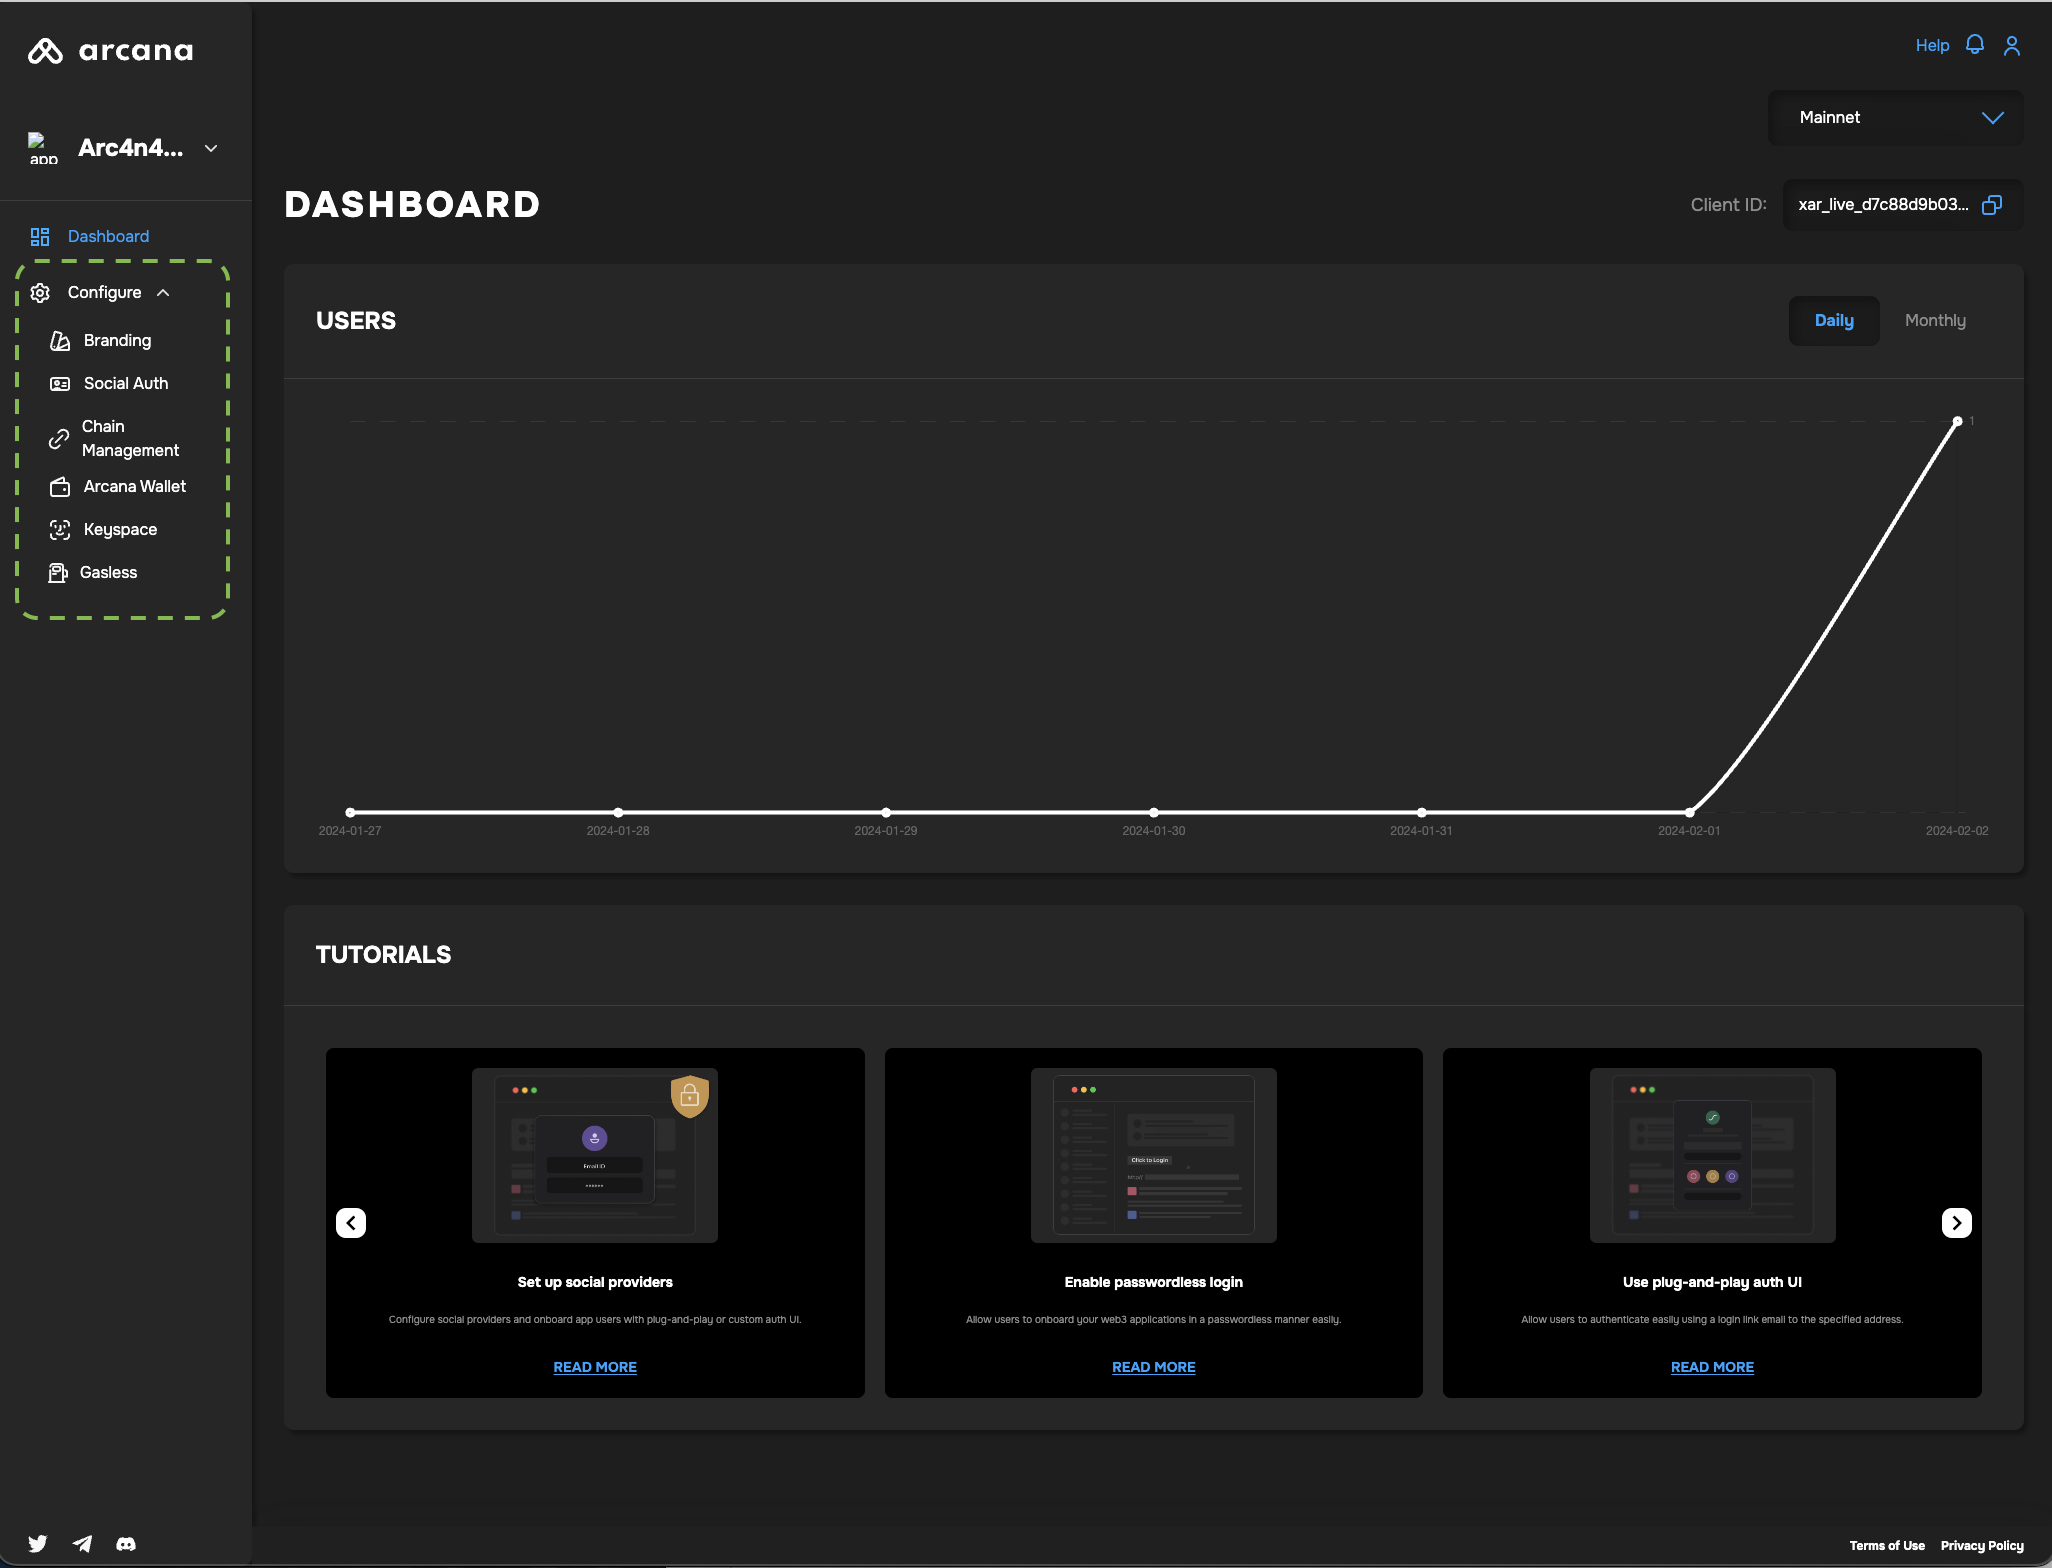 arcana
app
Arc4n4...
Dashboard
Configure
Branding
Social Auth
Chain
Management
Arcana Wallet
Keyspace
Gasless
Help
Mainnet
DASHBOARD
Client ID:
xar_live_d7c88d9b03...
USERS
Daily
Monthly
1
2024-01-27
2024-01-28
2024-01-29
2024-01-30
2024-01-31
2024-02-01
2024-02-02
TUTORIALS
Email ID
******
Set up social providers
Configure social providers and onboard app users with plug-and-play or custom auth UI.
READ MORE
Click to Login
Enable passwordless login
Allow users to onboard your web3 applications in a passwordless manner easily.
READ MORE
Use plug-and-play auth UI
Allow users to authenticate easily using a login link email to the specified address.
READ MORE
Terms of Use
Privacy Policy